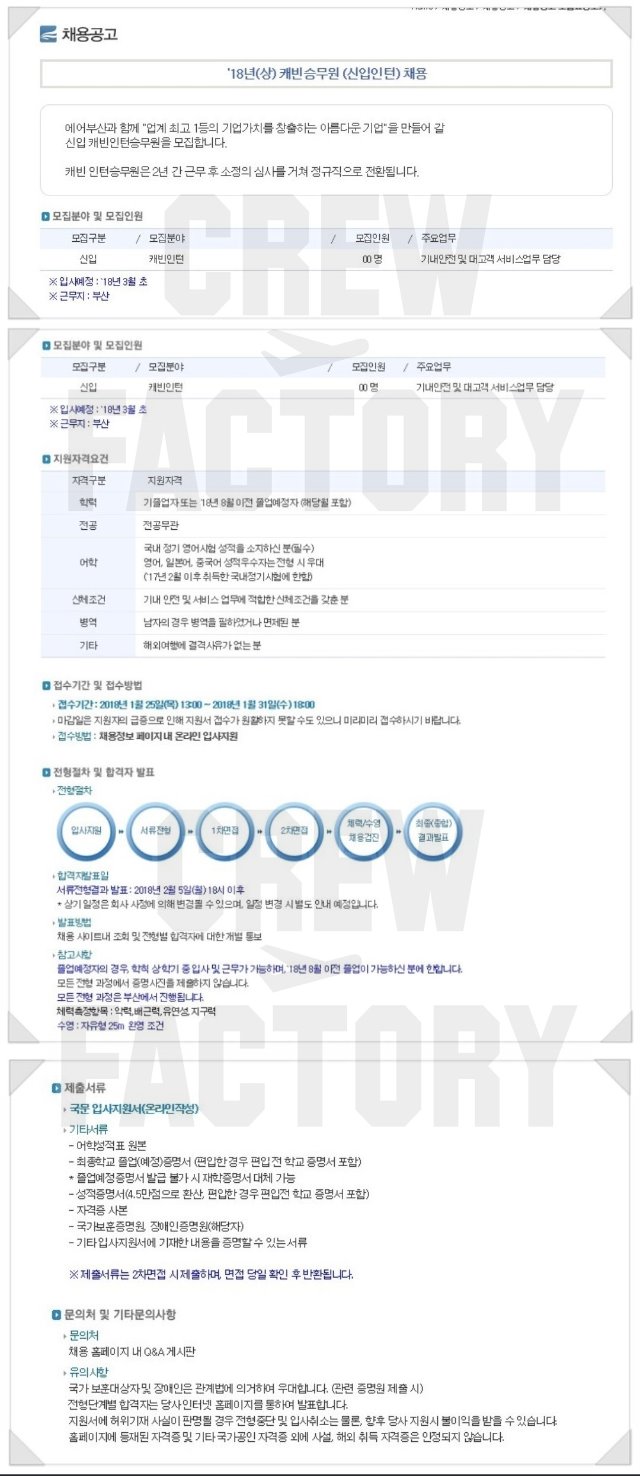 채용공고
'18년(상) 캐빈승무원 (신입인턴) 채용
에어부산과 함께 "업계 최고 1등의 기업가치를 창출하는 아름다운 기업"을 만들어 갈
신입 캐빈인턴승무원을 모집합니다.
캐빈 인턴승무원은 2년 간 근무 후 소정의 심사를 거쳐 정규직으로 전환됩니다.
모집분야 및 모집인원
모집구분 / 모집분야 / 모집인원 / 주요업무
신입 캐빈인턴 00 명 기내안전 및 대고객 서비스업무 담당
※ 입사예정 : '18년 3월 초
※ 근무지 : 부산
CREW
모집분야 및 모집인원
모집구분 / 모집분야 / 모집인원 / 주요업무
신입 캐빈인턴 00 명 기내안전 및 대고객 서비스업무 담당
※ 입사예정 : '18년 3월 초
※ 근무지 : 부산
FACTORY
지원자격요건
자격구분 지원자격
학력 기졸업자 또는 '18년 8월 이전 졸업예정자 (해당월 포함)
전공 전공무관
어학 국내 정기 영어시험 성적을 소지하신 분(필수)
영어, 일본어, 중국어 성적우수자는 전형 시 우대
('17년 2월 이후 취득한 국내정기시험에 한함)
신체조건 기내 안전 및 서비스 업무에 적합한 신체조건을 갖춘 분
병역 남자의 경우 병역을 필하였거나 면제된 분
기타 해외여행에 결격사유가 없는 분
접수기간 및 접수방법
접수기간 : 2018년 1월 25일(목) 13:00 ~ 2018년 1월 31일(수) 18:00
마감일은 지원자의 급증으로 인해 지원서 접수가 원활하지 못할 수도 있으니 미리미리 접수하시기 바랍니다.
접수방법 : 채용정보 페이지 내 온라인 입사지원
전형절차 및 합격자 발표
전형절차
입사지원 » 서류전형 » 1차면접 » 2차면접 » 체력/수영 채용검진 » 최종(종합) 결과발표
CREW
합격자발표일
서류전형결과 발표 : 2018년 2월 5일(월) 18시 이후
* 상기 일정은 회사 사정에 의해 변경될 수 있으며, 일정 변경 시 별도 안내 예정입니다.
발표방법
채용 사이트내 조회 및 전형별 합격자에 대한 개별 통보
참고사항
졸업예정자의 경우, 학취 상 학기 중 입사 및 근무가 가능하며, '18년 8월 이전 졸업이 가능하신 분에 한합니다.
모든 전형 과정에서 증명사진을 제출하지 않습니다.
모든 전형 과정은 부산에서 진행됩니다.
체력측정항목 : 악력,배근력,유연성,지구력
수영 : 자유형 25m 완영 조건
FACTORY
제출서류
국문 입사지원서(온라인작성)
기타서류
- 어학성적표 원본
- 최종학교 졸업(예정)증명서 (편입한 경우 편입 전 학교 증명서 포함)
* 졸업예정증명서 발급 불가 시 재학증명서 대체 가능
- 성적증명서(4.5만점으로 환산, 편입한 경우 편입전 학교 증명서 포함)
- 자격증 사본
- 국가보훈증명원, 장애인증명원(해당자)
- 기타 입사지원서에 기재한 내용을 증명할 수 있는 서류
※ 제출서류는 2차면접 시 제출하며, 면접 당일 확인 후 반환됩니다.
문의처 및 기타문의사항
문의처
채용 홈페이지 내 Q&A 게시판
유의사항
국가 보훈대상자 및 장애인은 관계법에 의거하여 우대합니다. (관련 증명원 제출 시)
전형단계별 합격자는 당사 인터넷 홈페이지를 통하여 발표합니다.
지원서에 허위기재 사실이 판명될 경우 전형중단 및 입사취소는 물론, 향후 당사 지원시 불이익을 받을 수 있습니다.
홈페이지에 등재된 자격증 및 기타 국가공인 자격증 외에 사설, 해외 취득 자격증은 인정되지 않습니다.